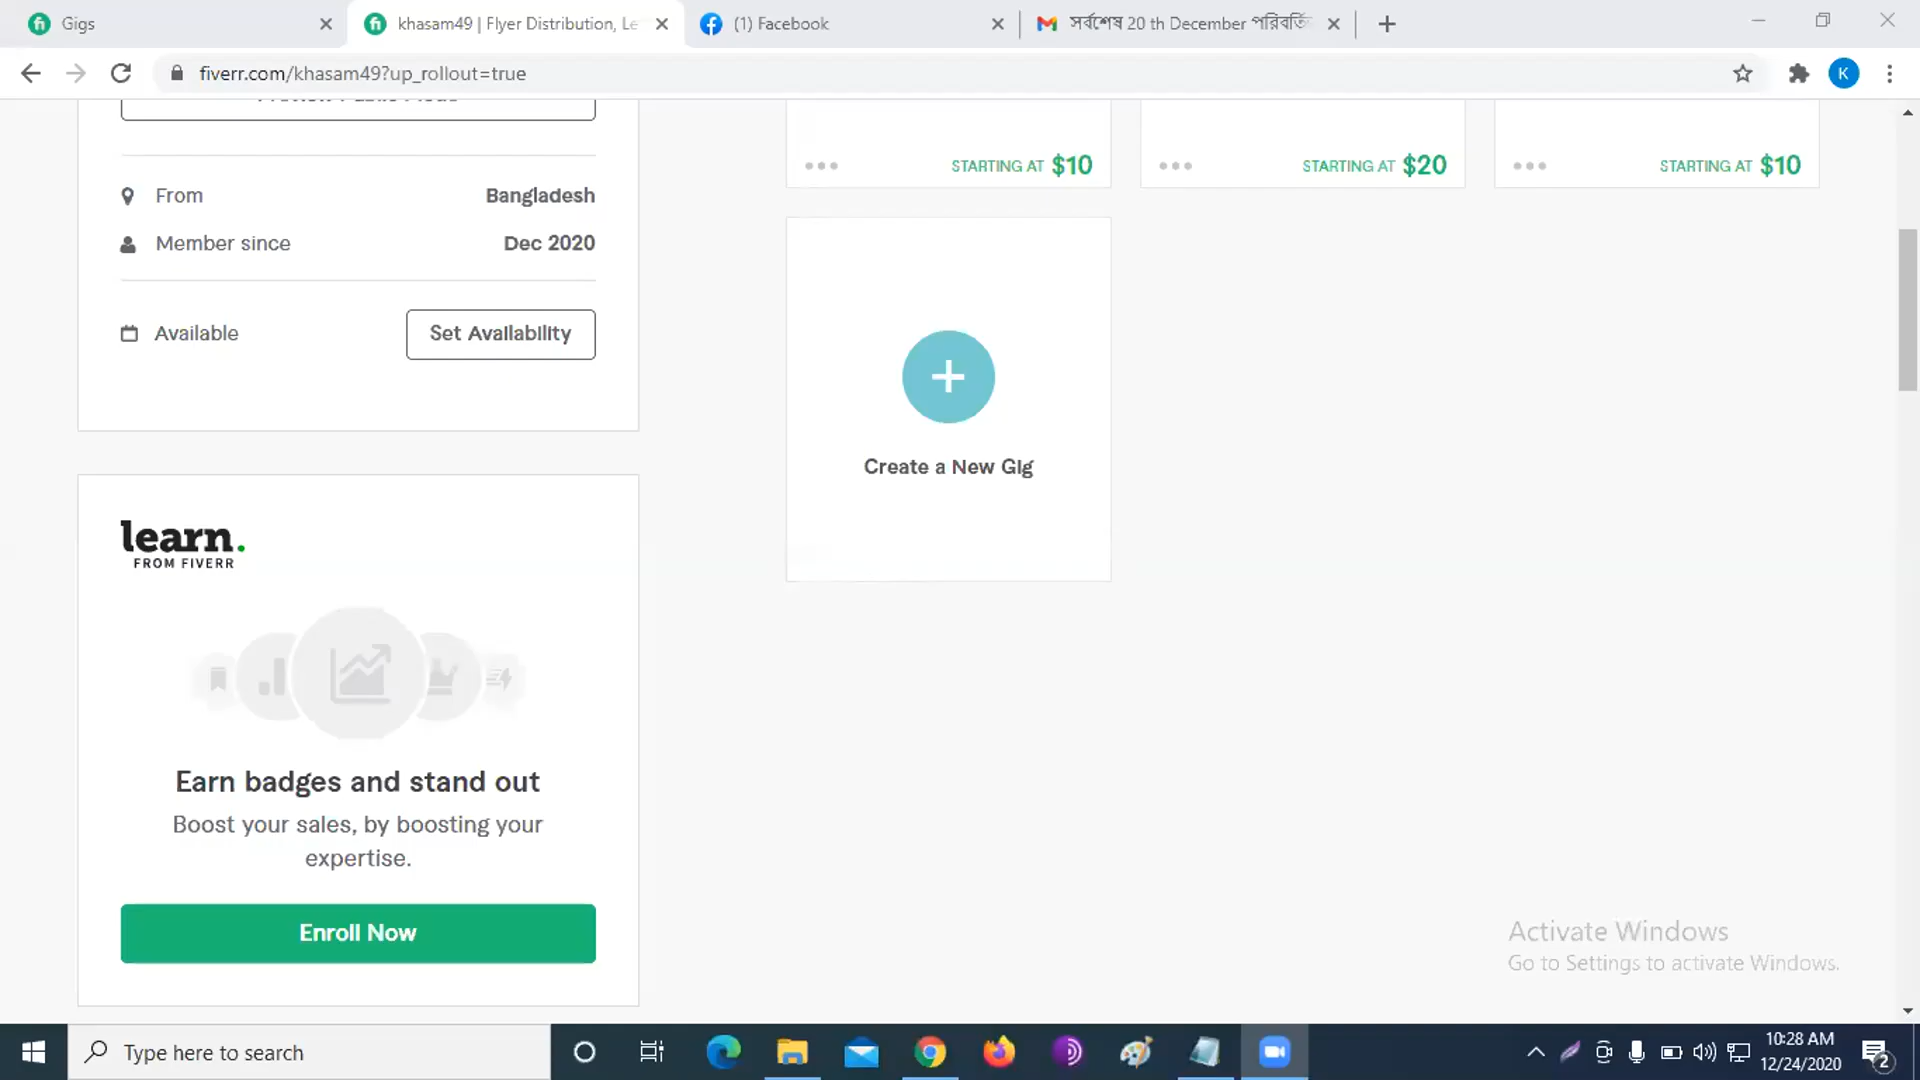 Gigs
khasam49 | Flyer Distribution, Le
(1) Facebook
সর্বশেষ 20 th December পরিবর্তি
fiverr.com/khasam49?up_rollout=true
K
STARTING AT $10
STARTING AT $20
STARTING AT $10
From
Bangladesh
Member since
Dec 2020
Available
Set Availability
Create a New Gig
learn.
FROM FIVERR
Earn badges and stand out
Boost your sales, by boosting your
expertise.
Enroll Now
Activate Windows
Go to Settings to activate Windows.
Type here to search
10:28 AM
12/24/2020
2